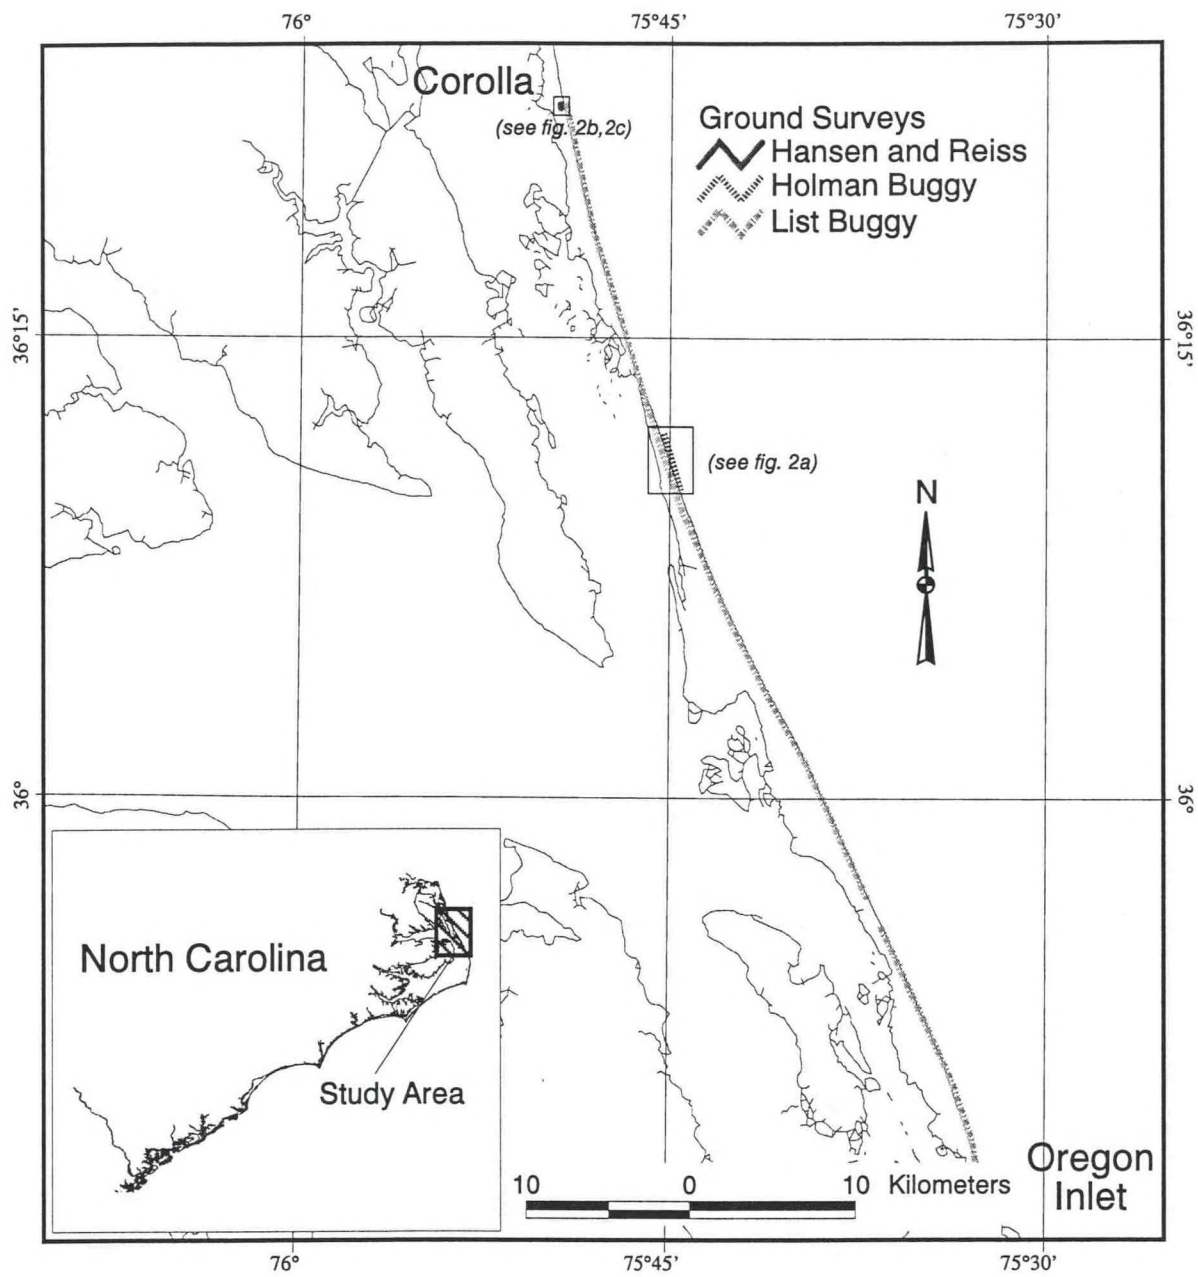 76°
75°45'
75°30'
Corolla
(see fig. 2b,2c)
Ground Surveys
Hansen and Reiss
Holman Buggy
List Buggy
36°15'
36°15'
(see fig. 2a)
N
36°
36°
North Carolina
Study Area
Oregon
Inlet
10 0 10 Kilometers
76°
75°45'
75°30'